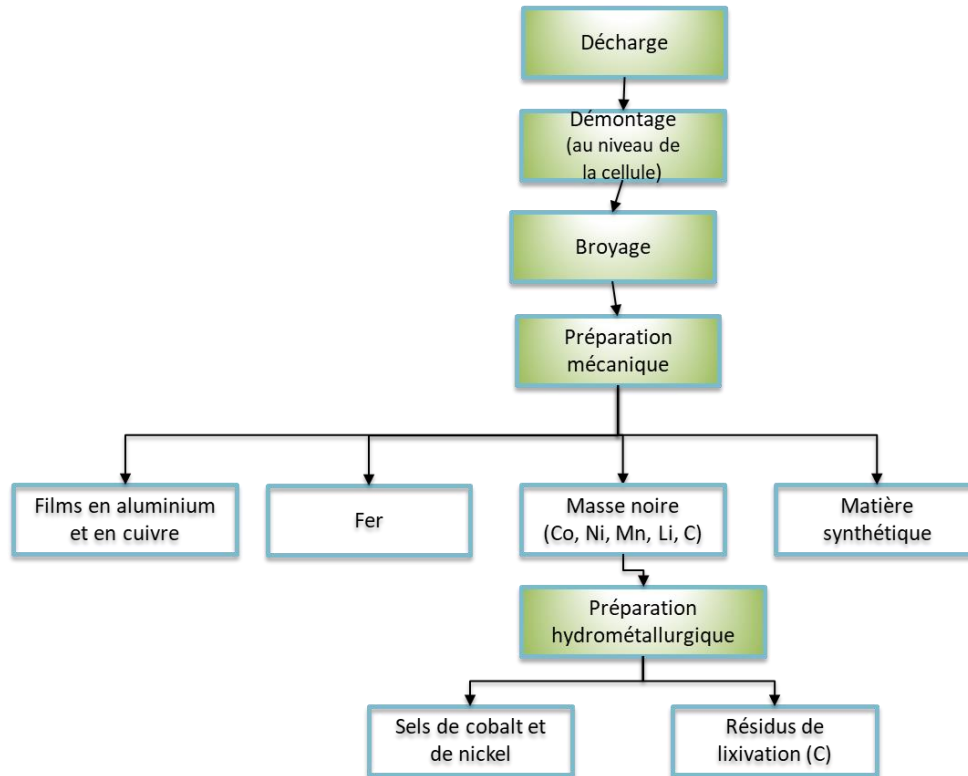 Décharge
Démontage
(au niveau de
la cellule)
Broyage
Préparation
mécanique
Films en aluminium
et en cuivre
Fer
Masse noire
(Co, Ni, Mn, Li, C)
Matière
synthétique
Préparation
hydrométallurgique
Sels de cobalt et
de nickel
Résidus de
lixivation (C)